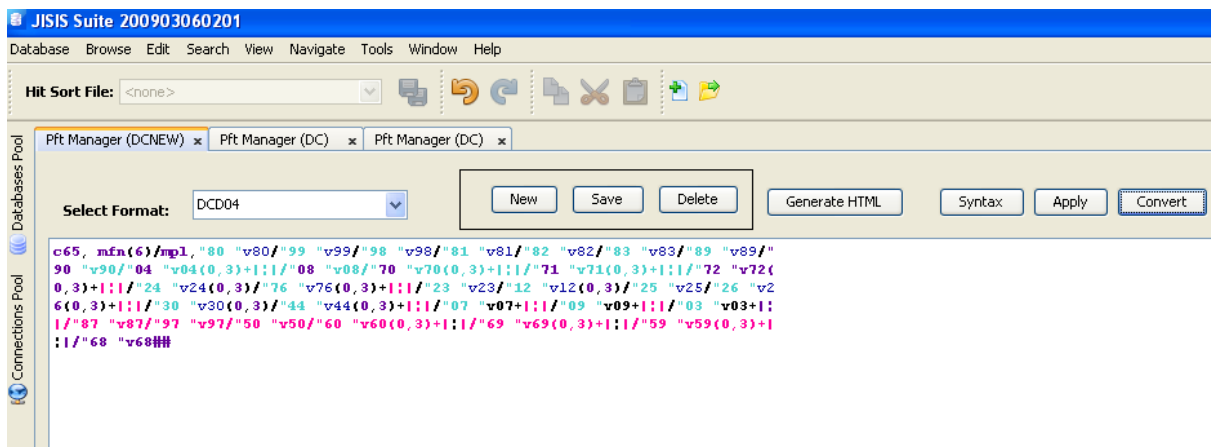 JISIS Suite 200903060201
Database Browse Edit Search View Navigate Tools Window Help
Hit Sort File: <none>
Databases Pool
Connections Pool
Pft Manager (DCNEW) x Pft Manager (DC) x Pft Manager (DC) x
Select Format: DCD04 New Save Delete Generate HTML Syntax Apply Convert
c65, mfn(6)/mpl,"80 "v80/"99 "v99/"98 "v98/"81 "v81/"82 "v82/"83 "v83/"89 "v89/"
90 "v90/"04 "v04(0,3)+|¦|/"08 "v08/"70 "v70(0,3)+|¦|/"71 "v71(0,3)+|¦|/"72 "v72(
0,3)+|¦|/"24 "v24(0,3)/"76 "v76(0,3)+|¦|/"23 "v23/"12 "v12(0,3)/"25 "v25/"26 "v2
6(0,3)+|¦|/"30 "v30(0,3)/"44 "v44(0,3)+|¦|/"07 "v07+|¦|/"09 "v09+|¦|/"03 "v03+|¦
|/"87 "v87/"97 "v97/"50 "v50/"60 "v60(0,3)+|¦|/"69 "v69(0,3)+|¦|/"59 "v59(0,3)+|
¦|/"68 "v68##